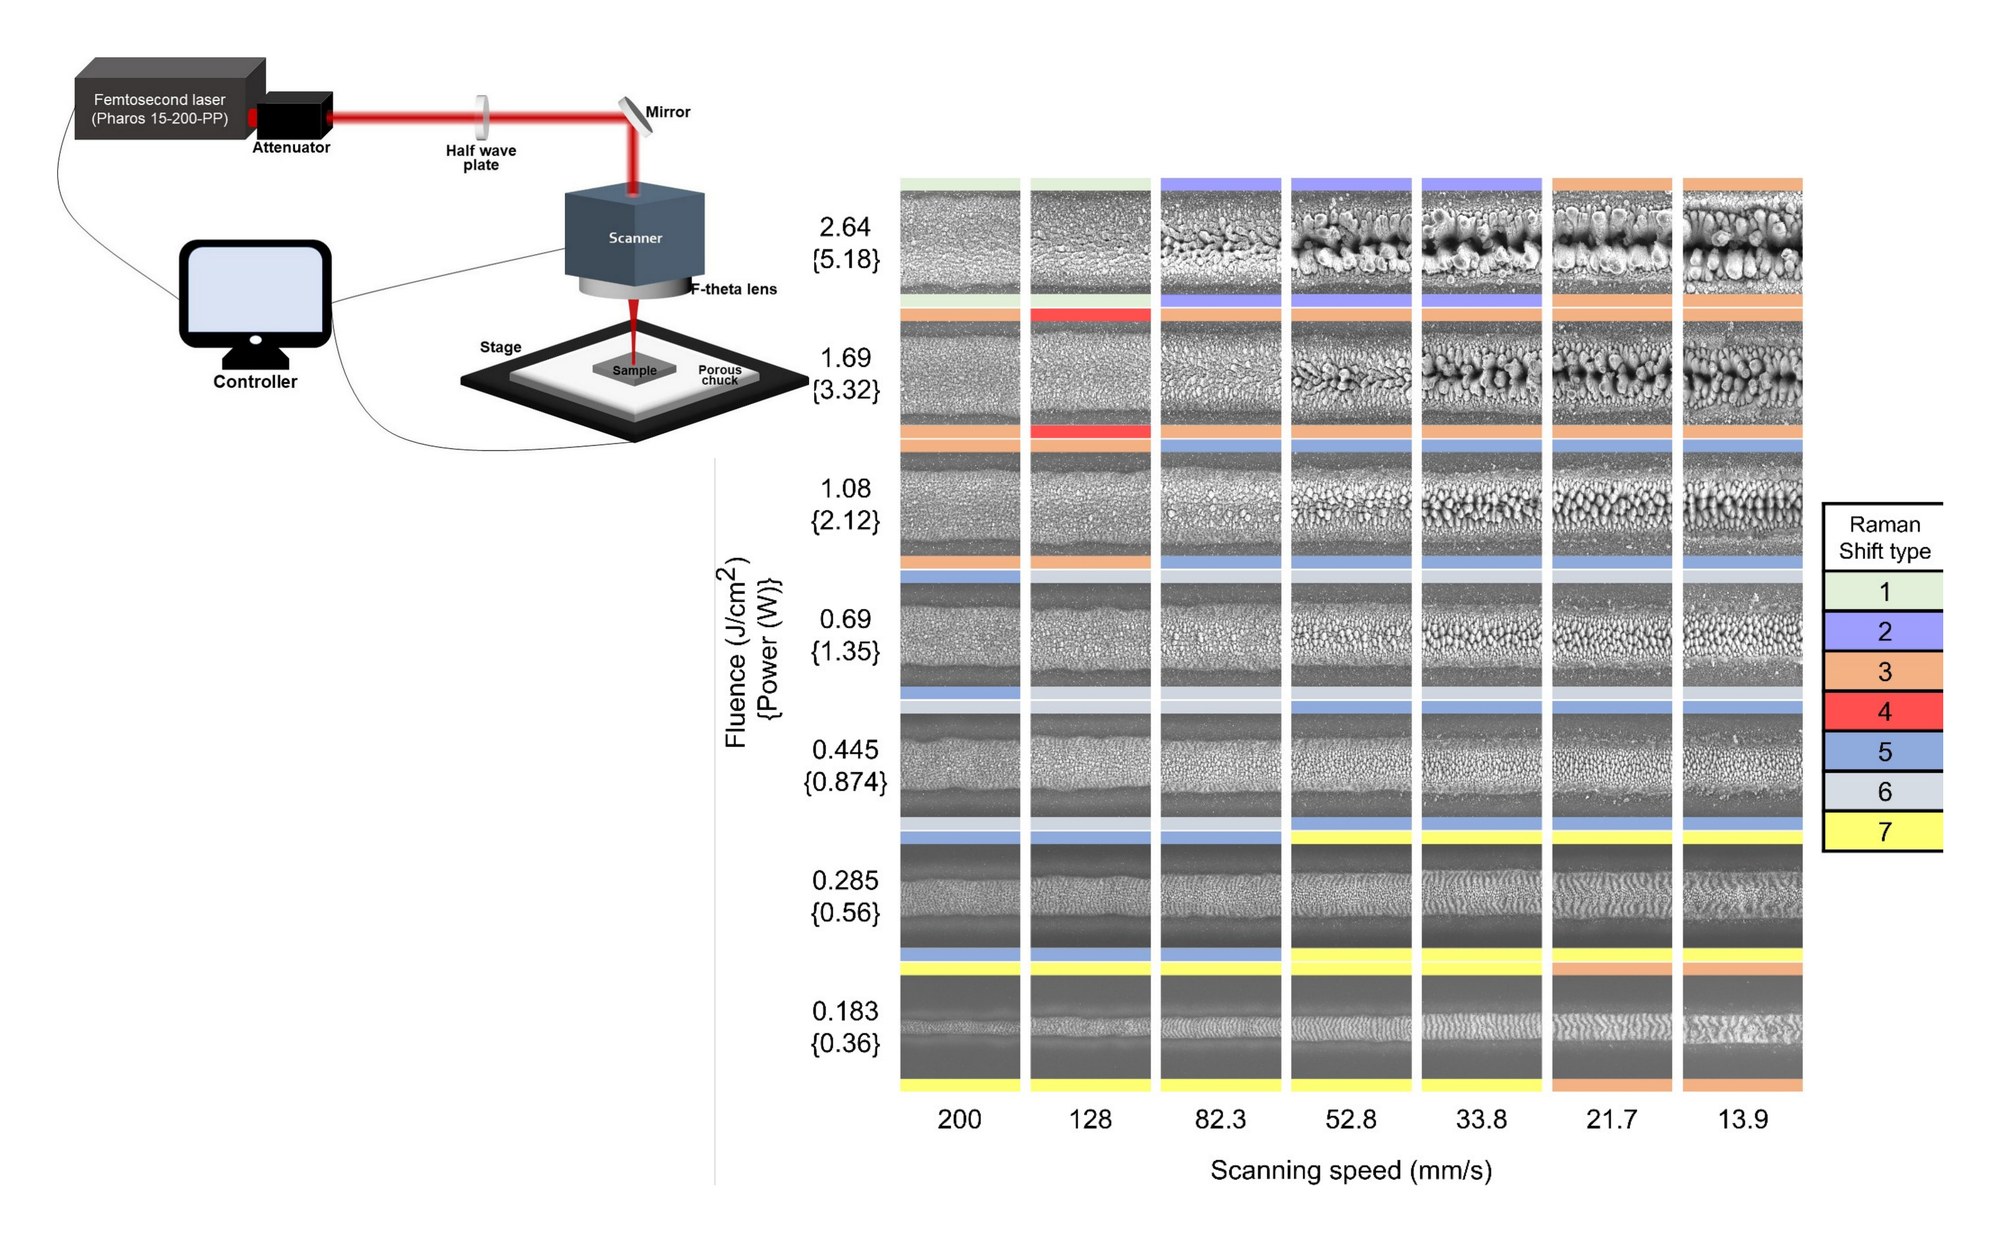 Femtosecond laser
(Pharos 15-200-PP)
Attenuator
Half wave
plate
Mirror
Scanner
F-theta lens
Stage
Sample
Porous
chuck
Controller
Fluence (J/cm²)
{Power (W)}
2.64
{5.18}
1.69
{3.32}
1.08
{2.12}
0.69
{1.35}
0.445
{0.874}
0.285
{0.56}
0.183
{0.36}
200 128 82.3 52.8 33.8 21.7 13.9
Scanning speed (mm/s)
Raman
Shift type
1
2
3
4
5
6
7